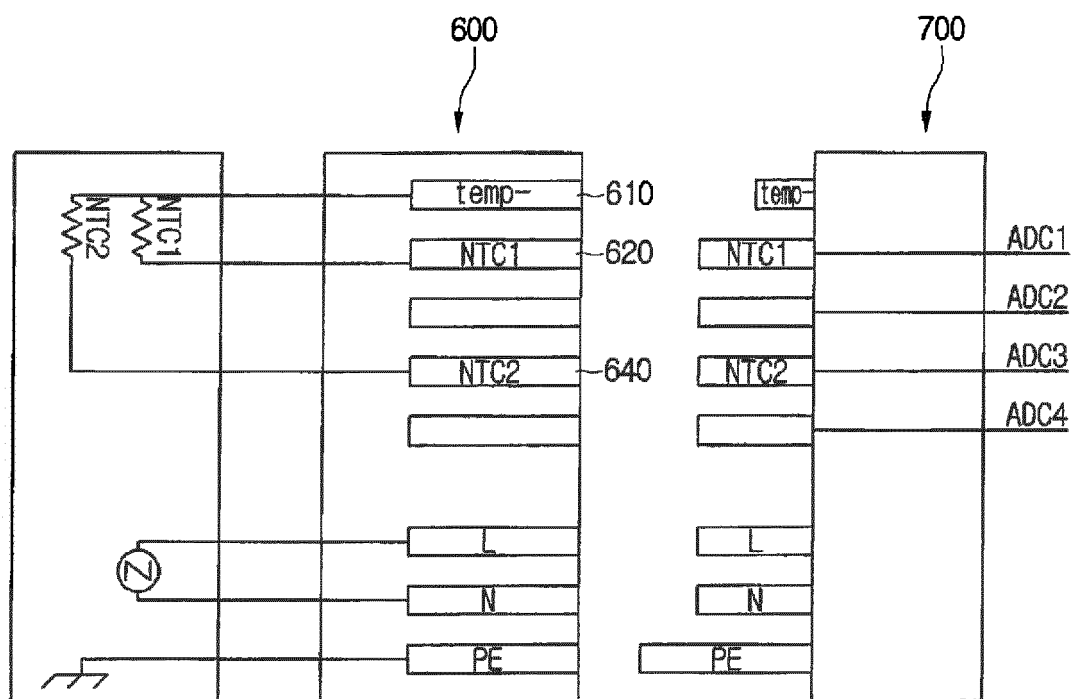 600
700
temp-
610
temp-
NTC2
NTC1
NTC1
620
NTC1
ADC1
ADC2
NTC2
640
NTC2
ADC3
ADC4
L
L
Z
N
N
PE
PE